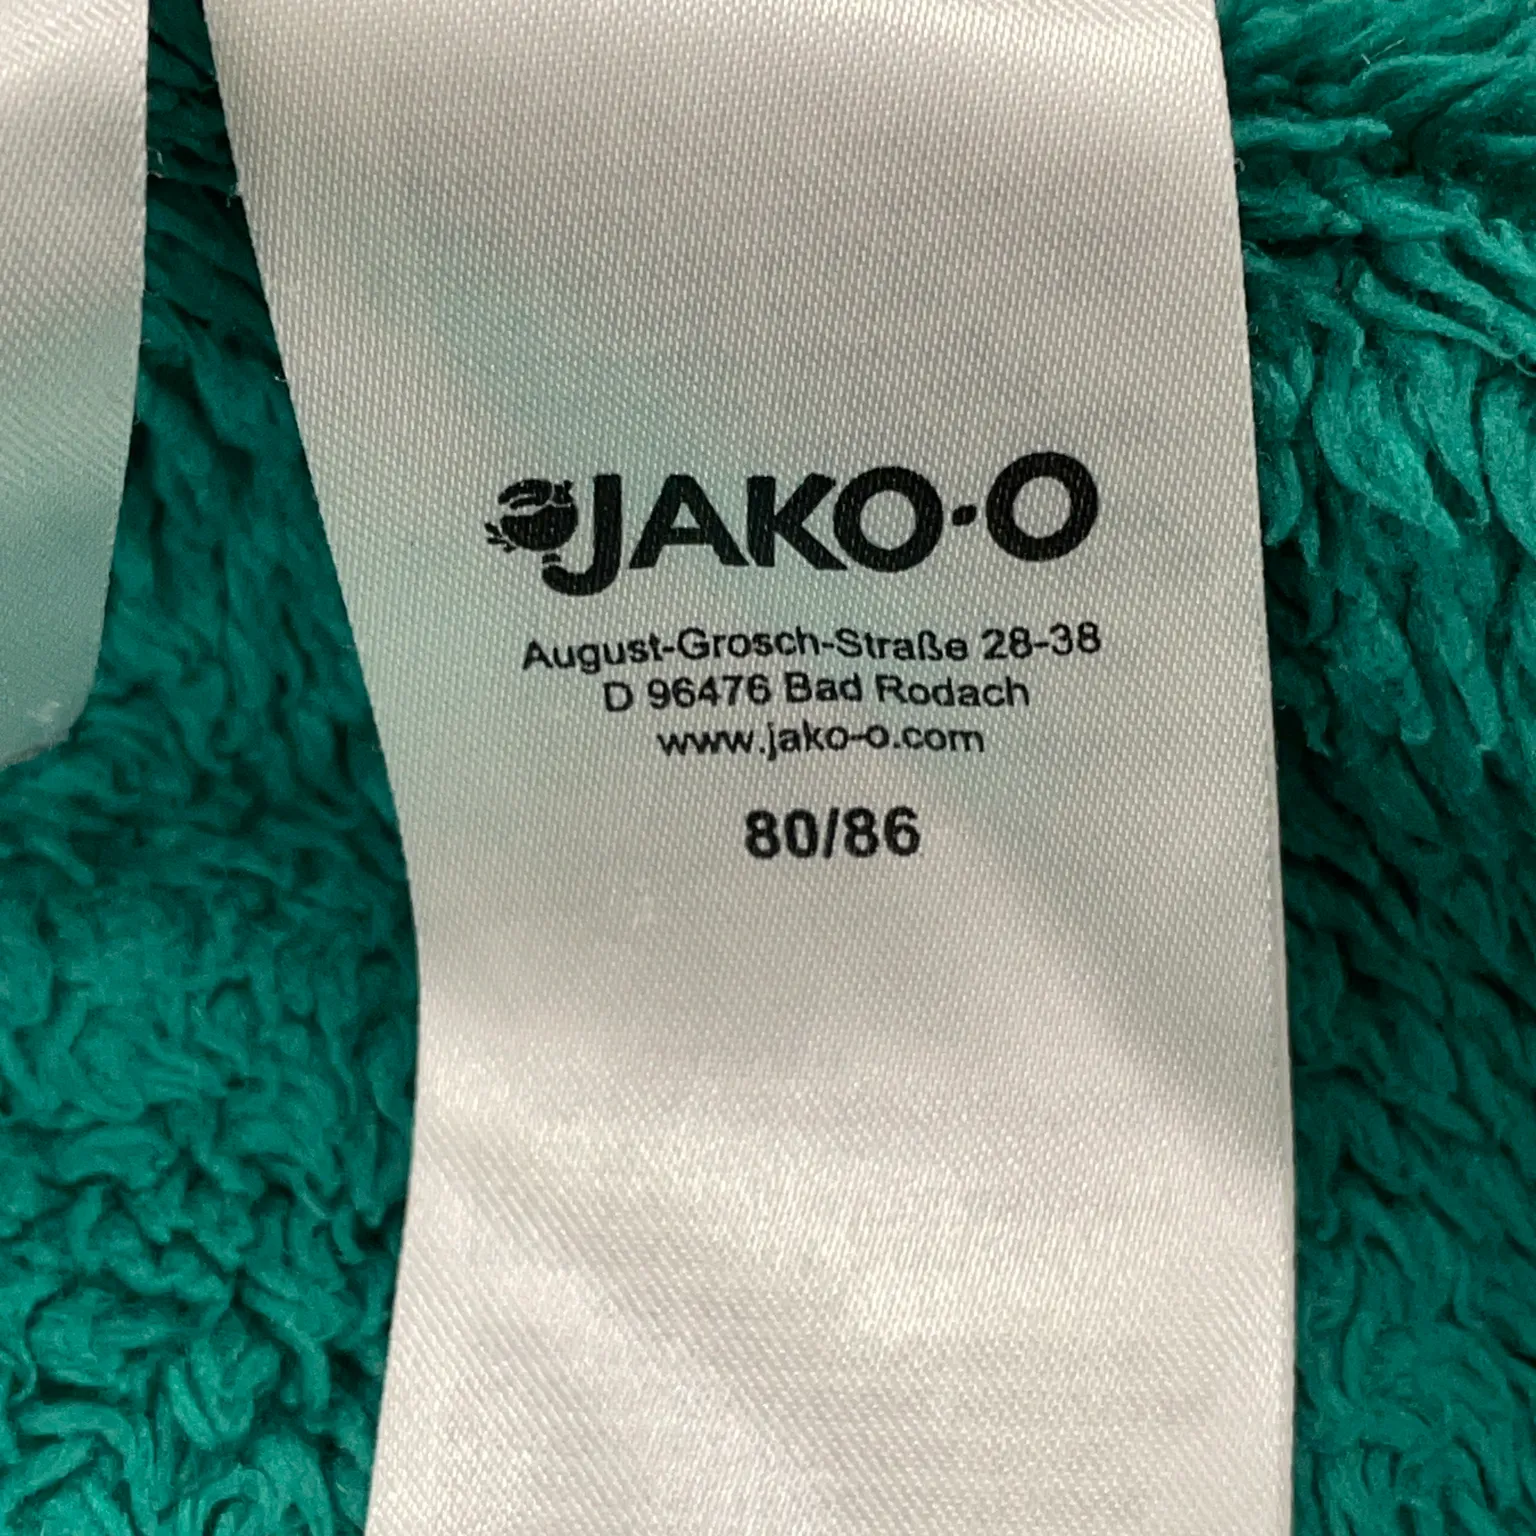 JAKO-O
August-Grosch-Straße 28-38
D 96476 Bad Rodach
www.jako-o.com
80/86